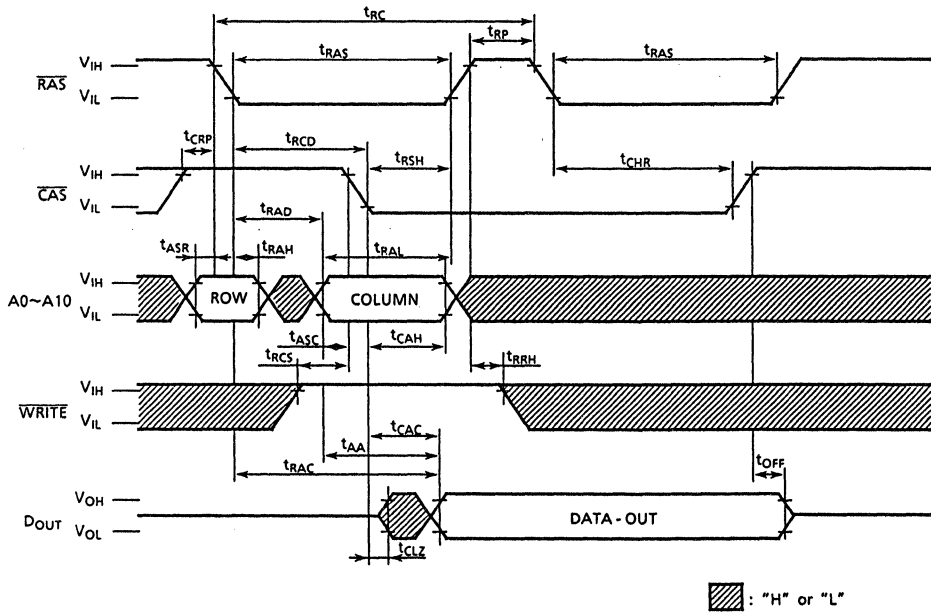 tRC
tRP
tRAS
tRAS
VIH
RAS
VIL
tCRP
tRCD
tRSH
tCHR
VIH
CAS
VIL
tRAD
tASR
tRAH
tRAL
VIH
A0~A10
ROW
COLUMN
VIL
tASC
tCAH
tRCS
tRRH
VIH
WRITE
VIL
tCAC
tAA
tRAC
tOFF
VOH
DOUT
DATA-OUT
VOL
tCLZ
: "H" or "L"